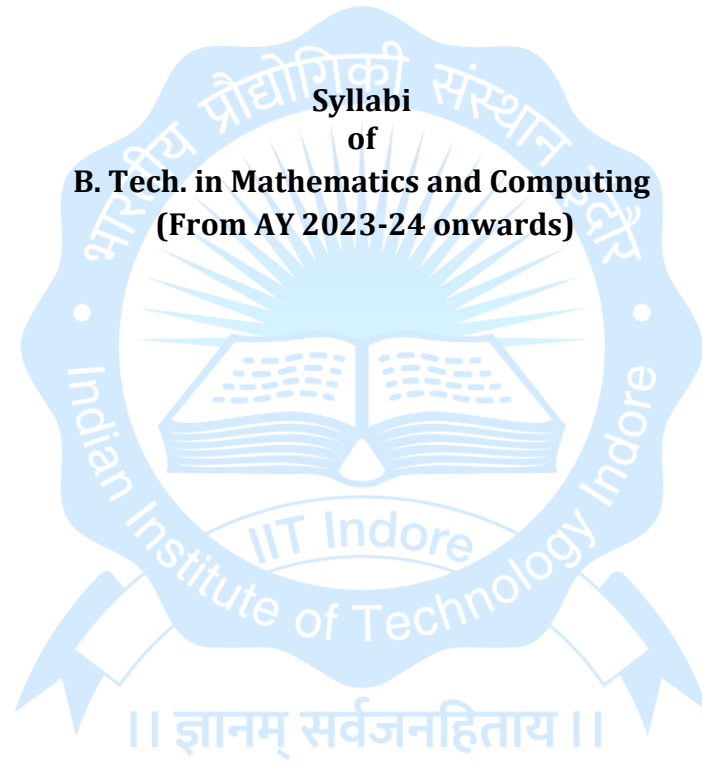 Syllabi
of
B. Tech. in Mathematics and Computing
(From AY 2023-24 onwards)
भारतीय प्रौद्योगिकी संस्थान इंदौर
Indian Institute of Technology Indore
IIT Indore
।। ज्ञानम् सर्वजनहिताय ।।